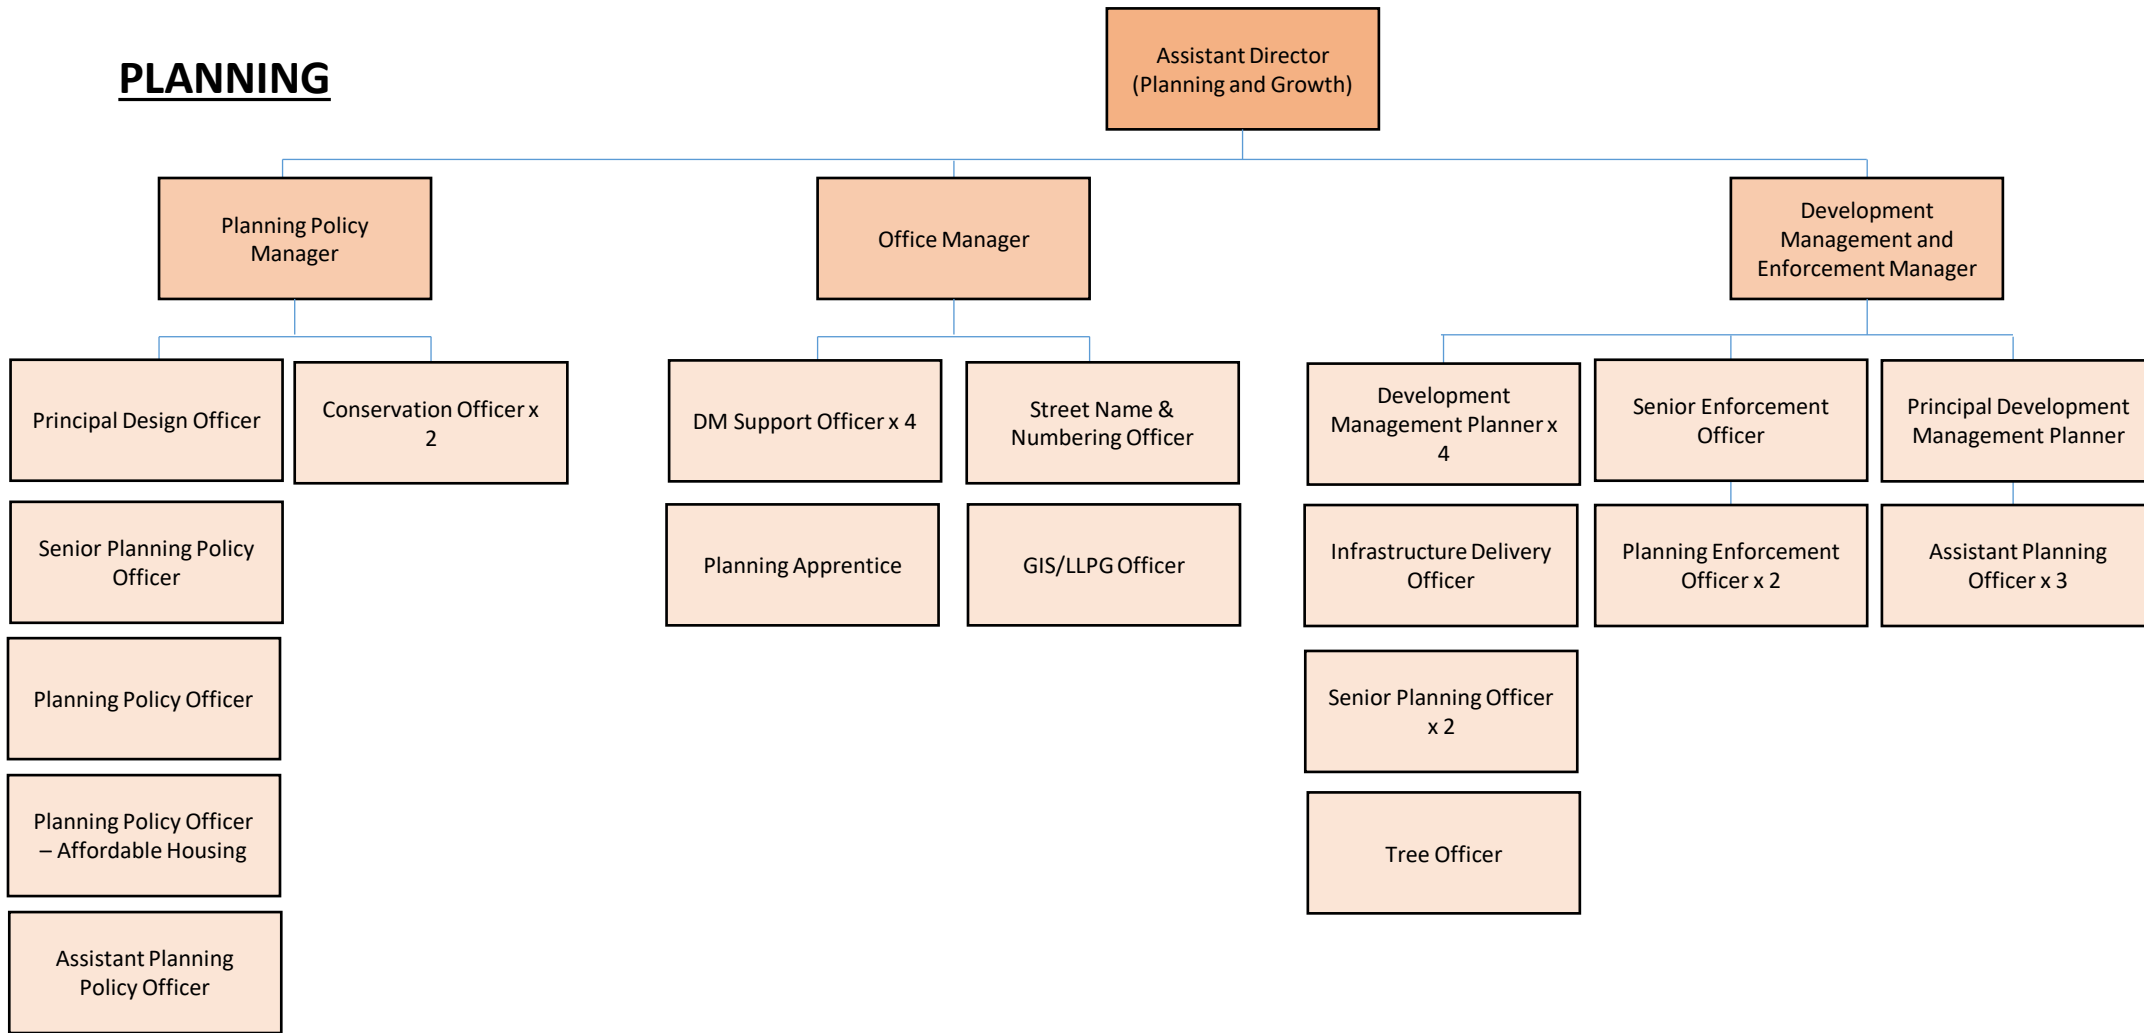 PLANNING
Assistant Director
(Planning and Growth)
Planning Policy
Manager
Office Manager
Development
Management and
Enforcement Manager
Principal Design Officer
Conservation Officer x
2
DM Support Officer x 4
Street Name &
Numbering Officer
Development
Management Planner x
4
Senior Enforcement
Officer
Principal Development
Management Planner
Senior Planning Policy
Officer
Planning Apprentice
GIS/LLPG Officer
Infrastructure Delivery
Officer
Planning Enforcement
Officer x 2
Assistant Planning
Officer x 3
Planning Policy Officer
Senior Planning Officer
x 2
Planning Policy Officer
– Affordable Housing
Tree Officer
Assistant Planning
Policy Officer